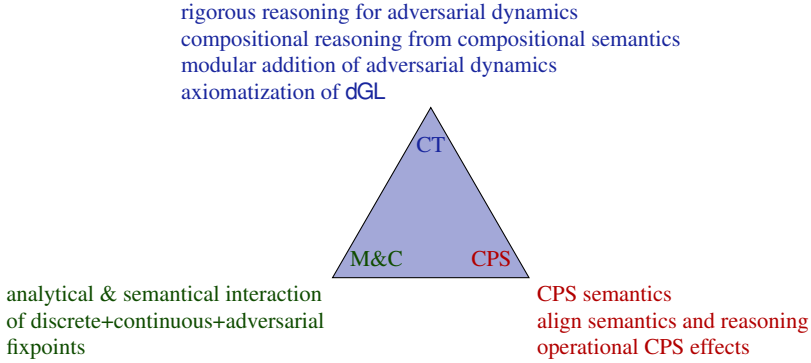 rigorous reasoning for adversarial dynamics
compositional reasoning from compositional semantics
modular addition of adversarial dynamics
axiomatization of dGL
CT
M&C
CPS
analytical & semantical interaction
of discrete+continuous+adversarial
fixpoints
CPS semantics
align semantics and reasoning
operational CPS effects